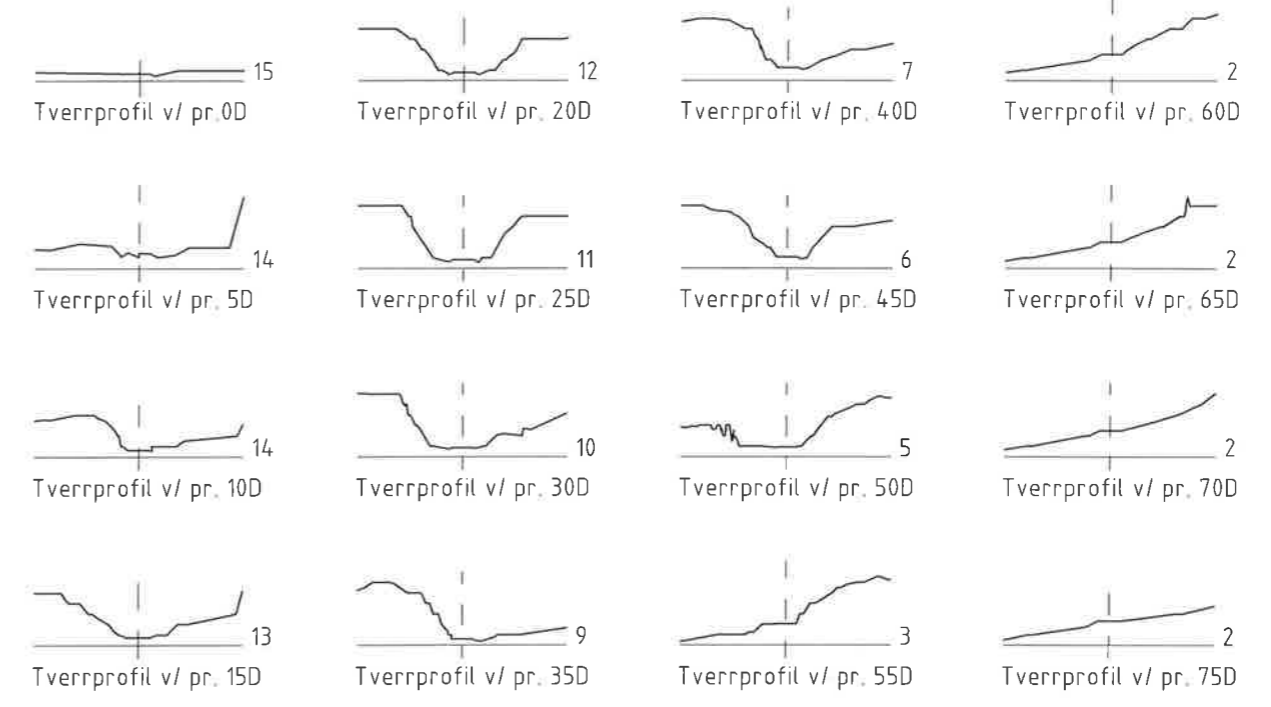 15
12
7
2
Tverrprofil v/ pr.0D
Tverrprofil v/ pr. 20D
Tverrprofil v/ pr. 40D
Tverrprofil v/ pr. 60D
14
11
6
2
Tverrprofil v/ pr. 5D
Tverrprofil v/ pr. 25D
Tverrprofil v/ pr. 45D
Tverrprofil v/ pr. 65D
14
10
5
2
Tverrprofil v/ pr. 10D
Tverrprofil v/ pr. 30D
Tverrprofil v/ pr. 50D
Tverrprofil v/ pr. 70D
13
9
3
2
Tverrprofil v/ pr. 15D
Tverrprofil v/ pr. 35D
Tverrprofil v/ pr. 55D
Tverrprofil v/ pr. 75D